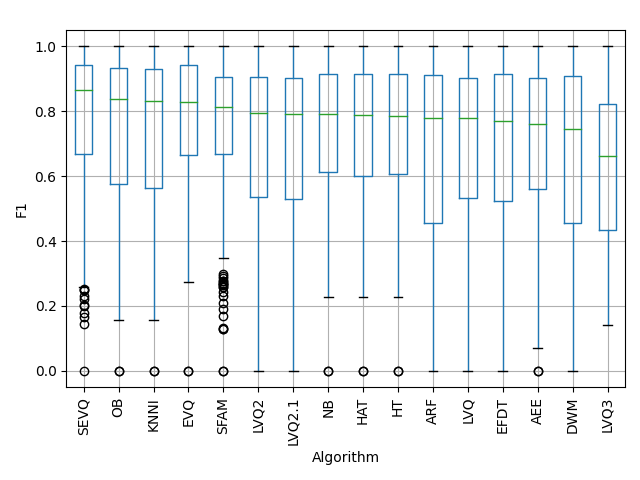 1.0
0.8
0.6
0.4
0.2
0.0
F1
SEVQ
OB
KNNI
EVQ
SFAM
LVQ2
LVQ2.1
NB
HAT
HT
ARF
LVQ
EFDT
AEE
DWM
LVQ3
Algorithm